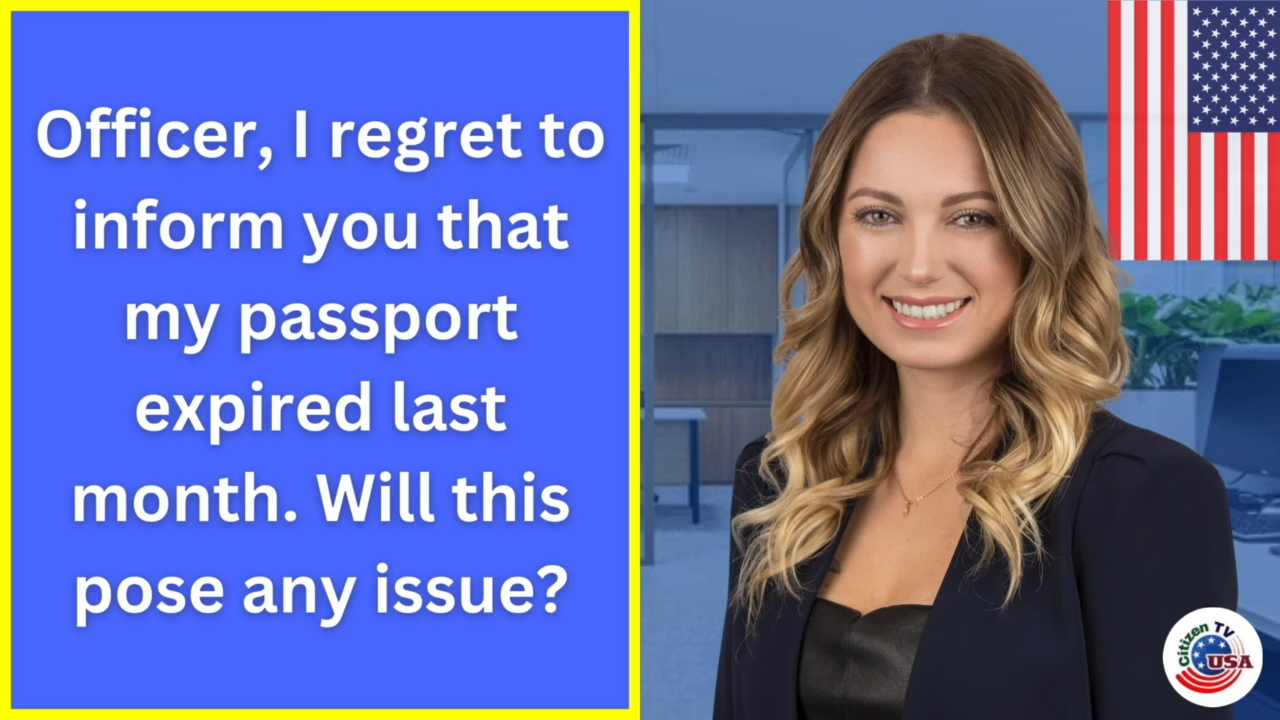 Officer, I regret to
inform you that
my passport
expired last
month. Will this
pose any issue?
Citizen TV
USA